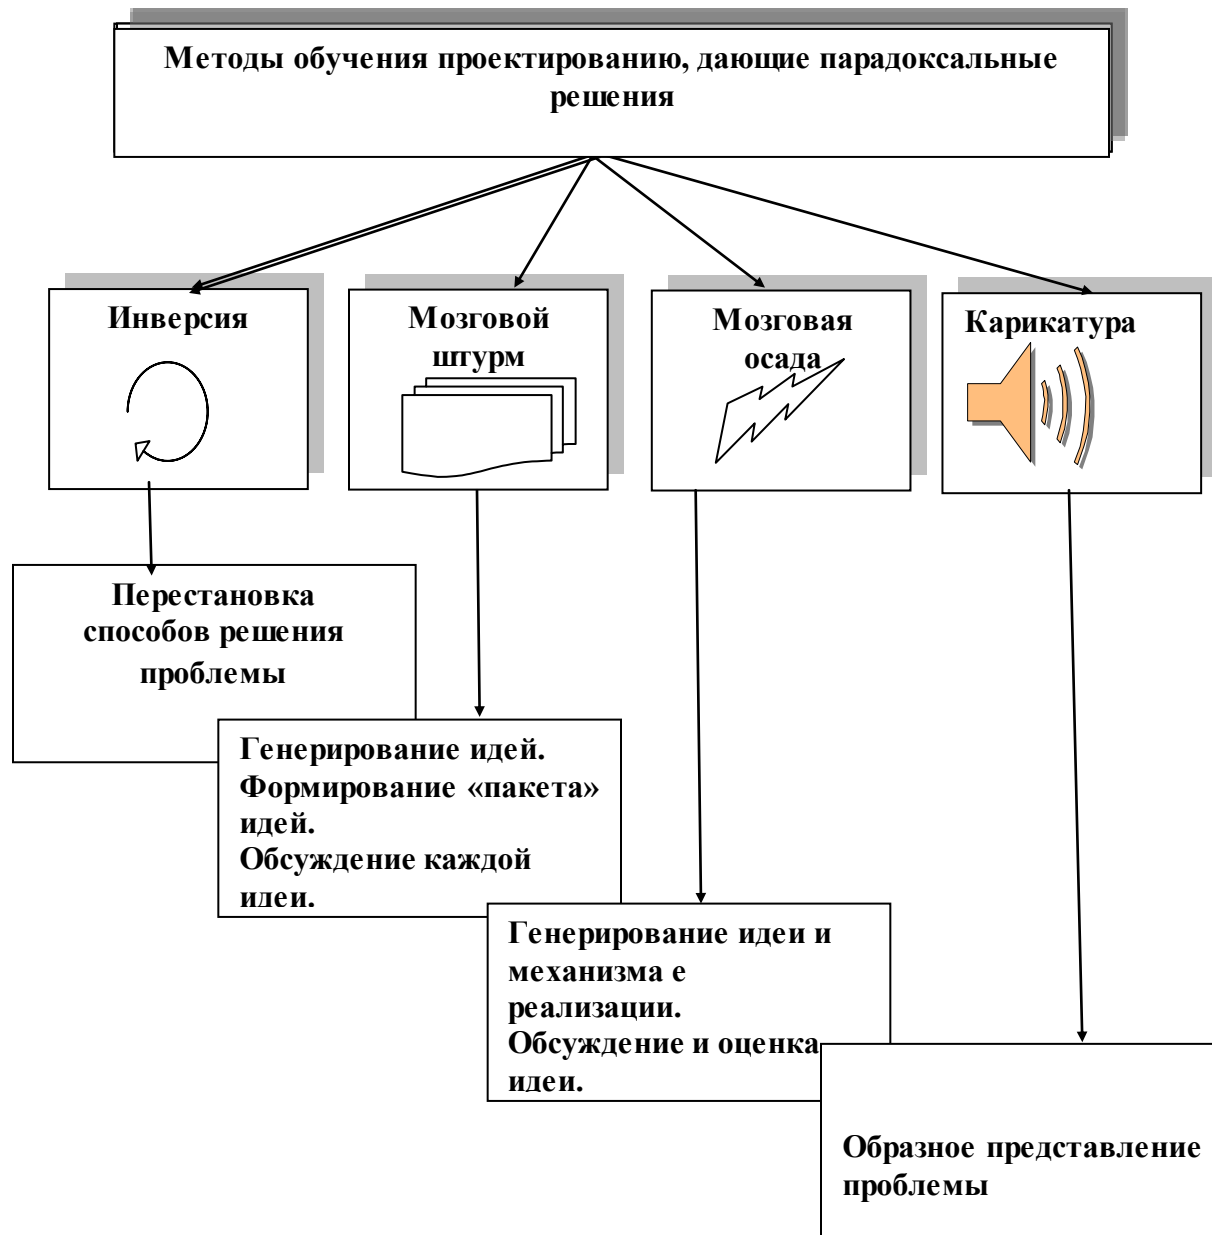 Методы обучения проектированию, дающие парадоксальные
решения
Инверсия
Мозговой
штурм
Мозговая
осада
Карикатура
Перестановка
способов решения
проблемы
Генерирование идей.
Формирование «пакета»
идей.
Обсуждение каждой
идеи.
Генерирование идеи и
механизма е
реализации.
Обсуждение и оценка
идеи.
Образное представление
проблемы